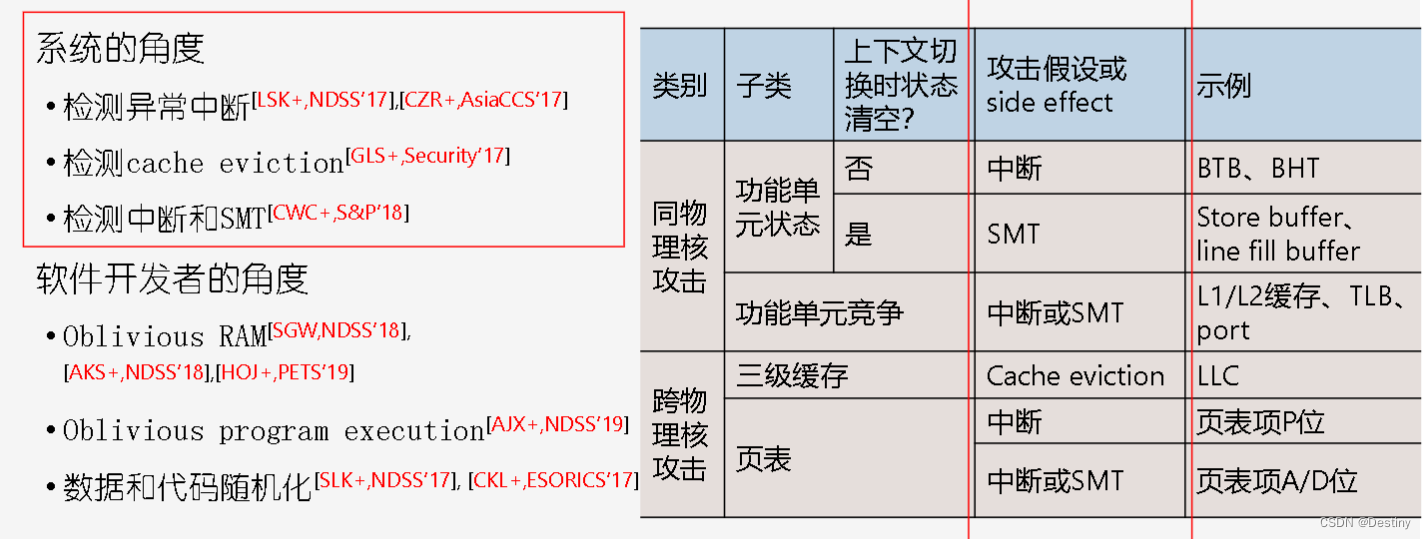 系统的角度
• 检测异常中断[LSK+,NDSS'17],[CZR+,AsiaCCS'17]
• 检测cache eviction[GLS+,Security'17]
• 检测中断和SMT[CWC+,S&P'18]
软件开发者的角度
• Oblivious RAM[SGW,NDSS'18],
[AKS+,NDSS'18],[HOJ+,PETS'19]
• Oblivious program execution[AJX+,NDSS'19]
• 数据和代码随机化[SLK+,NDSS'17], [CKL+,ESORICS'17]
类别
子类
上下文切
换时状态
清空?
攻击假设或
side effect
示例
同物
理核
攻击
功能单
元状态
否
中断
BTB、BHT
是
SMT
Store buffer、
line fill buffer
功能单元竞争
中断或SMT
L1/L2缓存、TLB、
port
跨物
理核
攻击
三级缓存
Cache eviction
LLC
页表
中断
页表项P位
中断或SMT
页表项A/D位
CSDN @Destiny